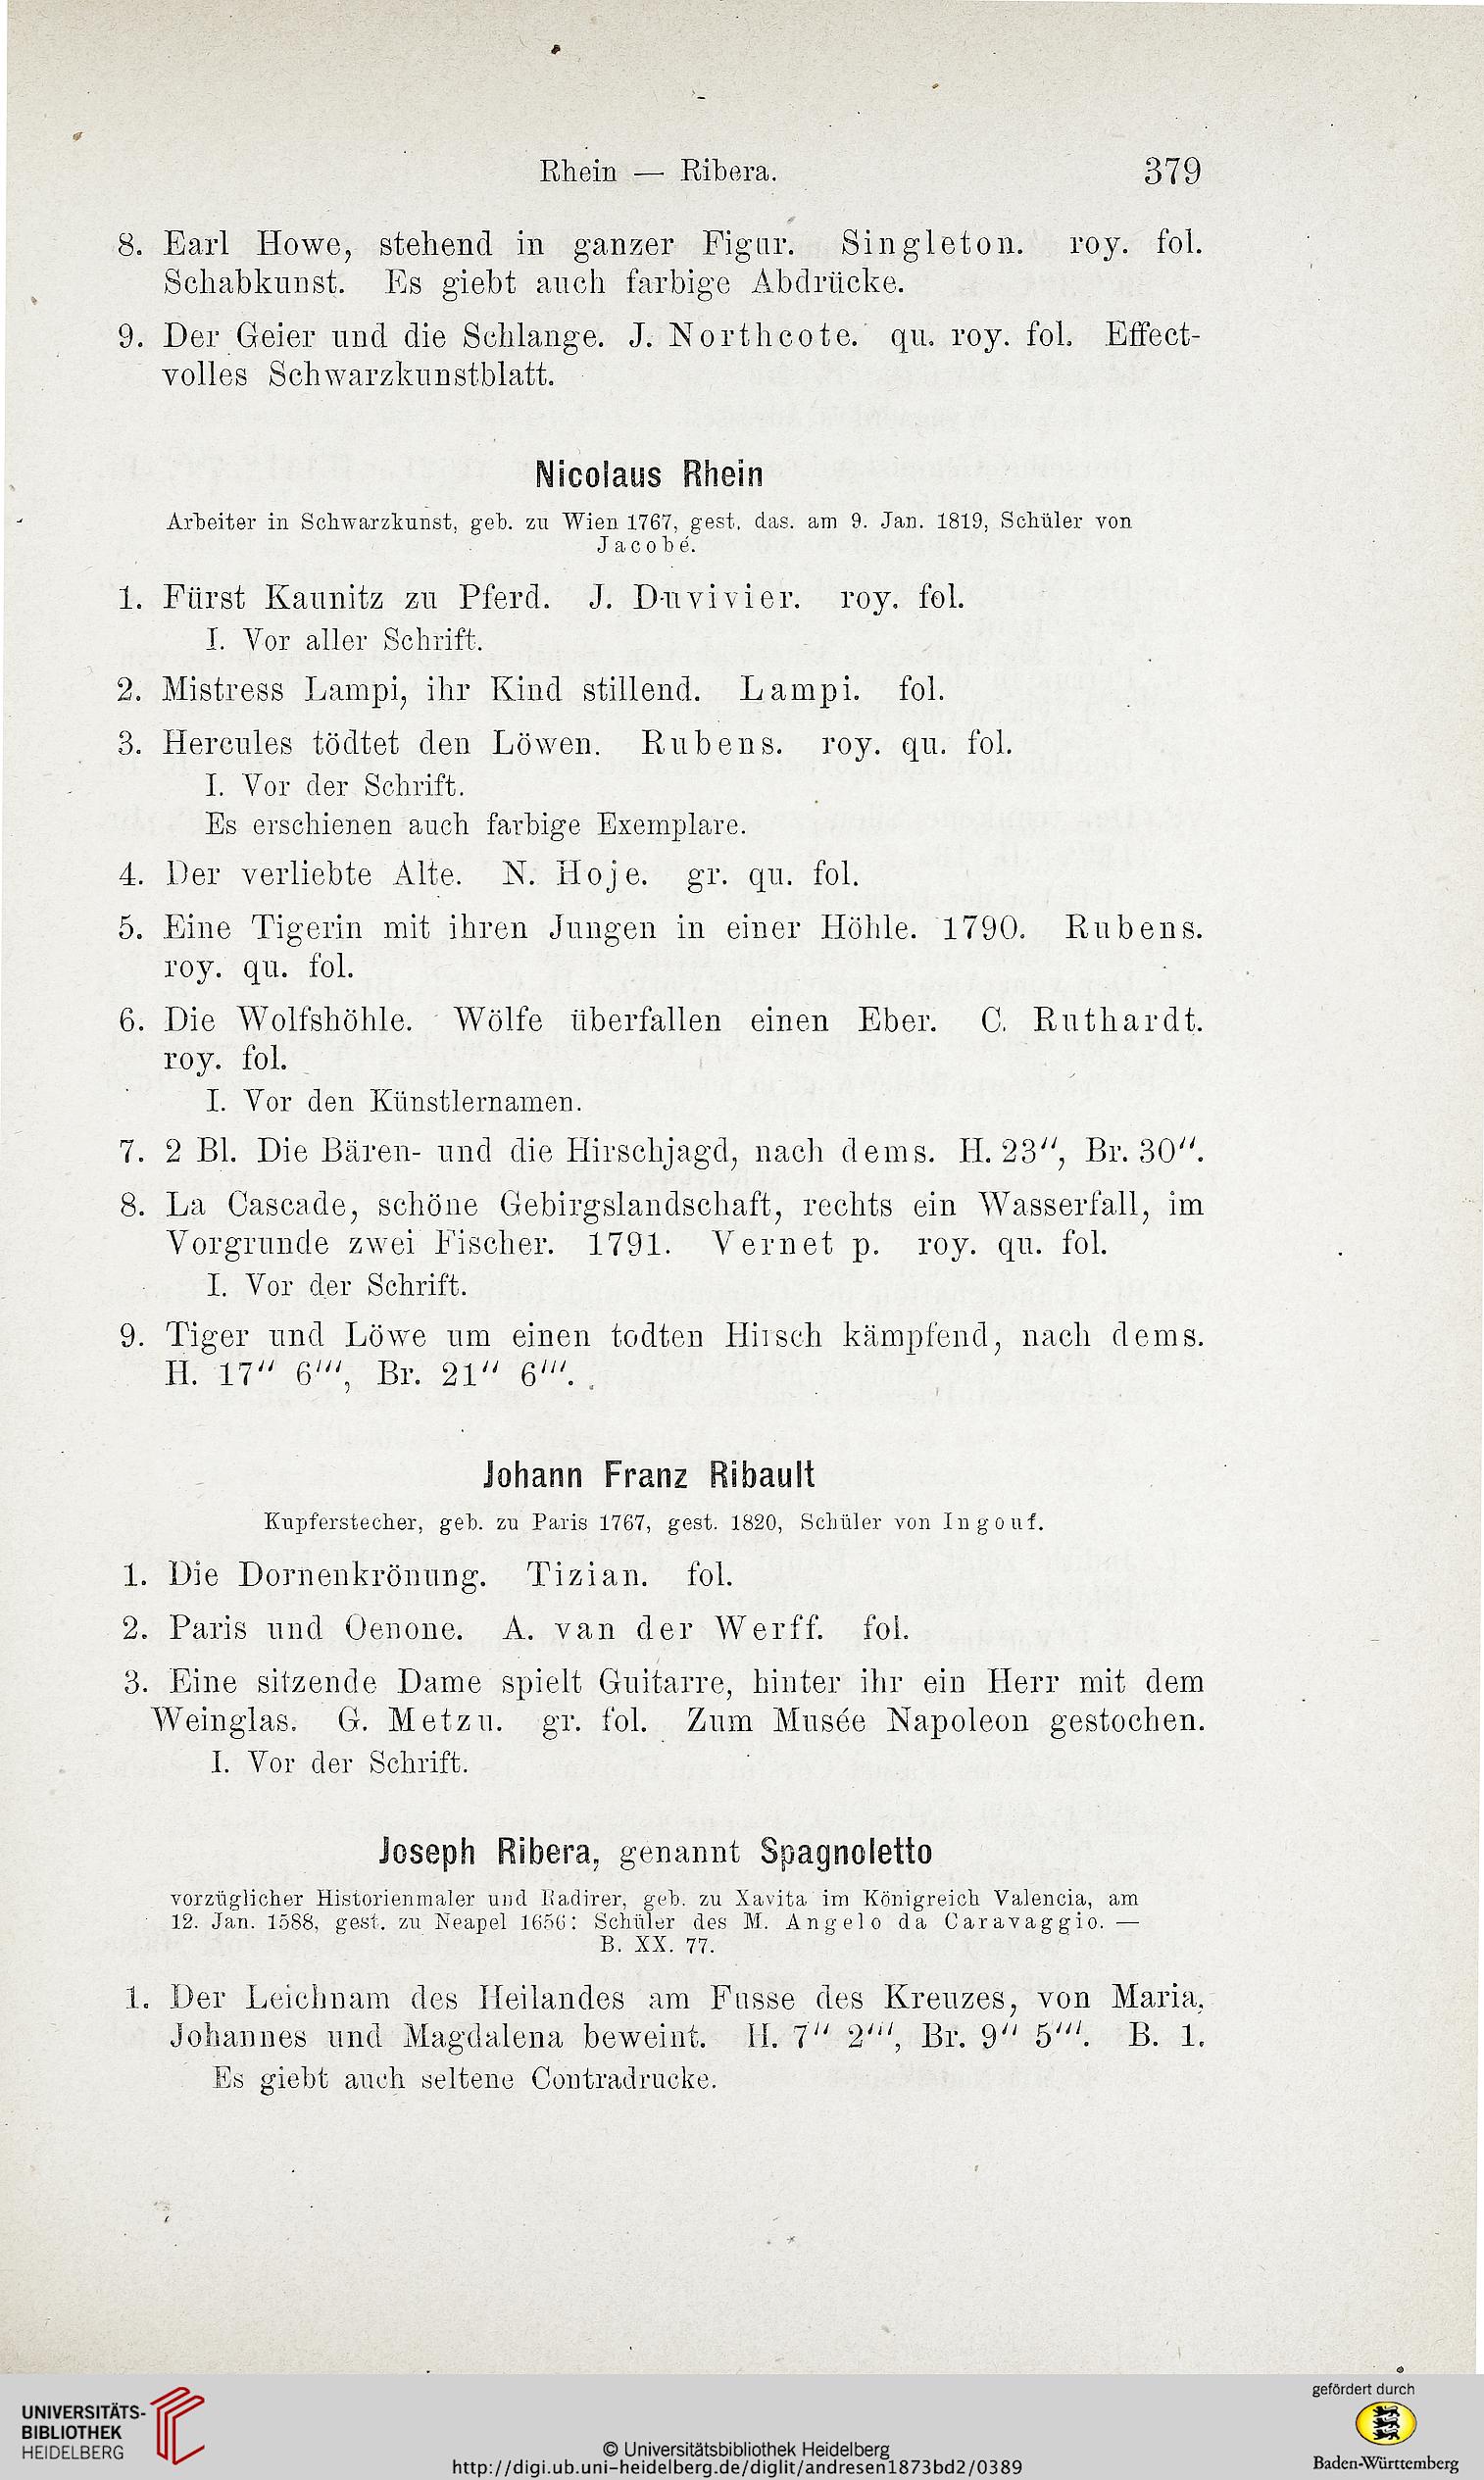 Rhein — Ribera. 379
8. Earl Howe, stehend in ganzer Figur. Singleton. roy. fol.
Schabkunst. Es giebt auch farbige Abdrücke.
9. Der Geier und die Schlange. J. Northcote. qu. roy. fol. Effect-
volles Schwarzkunstblatt.
Nicolaus Rhein
Arbeiter in Schwarzkunst, geb. zu Wien 1767, gest. das. am 9. Jan. 1819, Schüler von
Jacobé.
1. Fürst Kaunitz zu Pferd. J. Duvivier. roy. fol.
I. Vor aller Schrift.
2. Mistress Lampi, ihr Kind stillend. Lampi. fol.
3. Hercules tödtet den Löwen. Rubens. roy. qu. fol.
I. Vor der Schrift.
Es erschienen auch farbige Exemplare.
4. Der verliebte Alte. N. Hoje. gr. qu. fol.
5. Eine Tigerin mit ihren Jungen in einer Höhle. 1790. Rubens.
roy. qu. fol.
6. Die Wolfshöhle. Wölfe überfallen einen Eber. C. Ruthardt.
roy. fol.
I. Vor den Künstlernamen.
7. 2 Bl. Die Bären- und die Hirschjagd, nach dems. H. 23″, Br. 30″.
8. La Cascade, schöne Gebirgslandschaft, rechts ein Wasserfall, im
Vorgrunde zwei Fischer. 1791. Vernet p. roy. qu. fol.
I. Vor der Schrift.
9. Tiger und Löwe um einen todten Hirsch kämpfend, nach dems.
H. 17″ 6‴, Br. 21″ 6‴.
Johann Franz Ribault
Kupferstecher, geb. zu Paris 1767, gest. 1820, Schüler von Ingouf.
1. Die Dornenkrönung. Tizian. fol.
2. Paris und Oenone. A. van der Werff. fol.
3. Eine sitzende Dame spielt Guitarre, hinter ihr ein Herr mit dem
Weinglas. G. Metzu. gr. fol. Zum Musée Napoleon gestochen.
I. Vor der Schrift.
Joseph Ribera, genannt Spagnoletto
vorzüglicher Historienmaler und Radirer, geb. zu Xavita im Königreich Valencia, am
12. Jan. 1588, gest. zu Neapel 1656: Schüler des M. Angelo da Caravaggio. —
B. XX. 77.
1. Der Leichnam des Heilandes am Fusse des Kreuzes, von Maria,
Johannes und Magdalena beweint. H. 7″ 2‴, Br. 9″ 5‴. B. 1.
Es giebt auch seltene Contradrucke.
UNIVERSITÄTS-
BIBLIOTHEK
HEIDELBERG
© Universitätsbibliothek Heidelberg
http://digi.ub.uni-heidelberg.de/diglit/andresen1873bd2/0389
gefördert durch
Baden-Württemberg